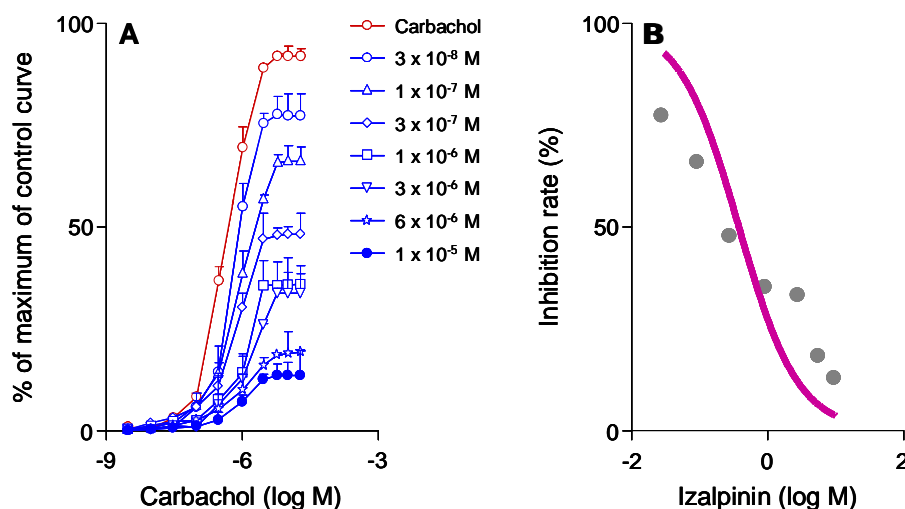 A
100
50
0
-9
-6
-3
% of maximum of control curve
Carbachol (log M)
Carbachol
3 x 10⁻⁸ M
1 x 10⁻⁷ M
3 x 10⁻⁷ M
1 x 10⁻⁶ M
3 x 10⁻⁶ M
6 x 10⁻⁶ M
1 x 10⁻⁵ M
B
100
50
0
-2
0
2
Inhibition rate (%)
Izalpinin (log M)